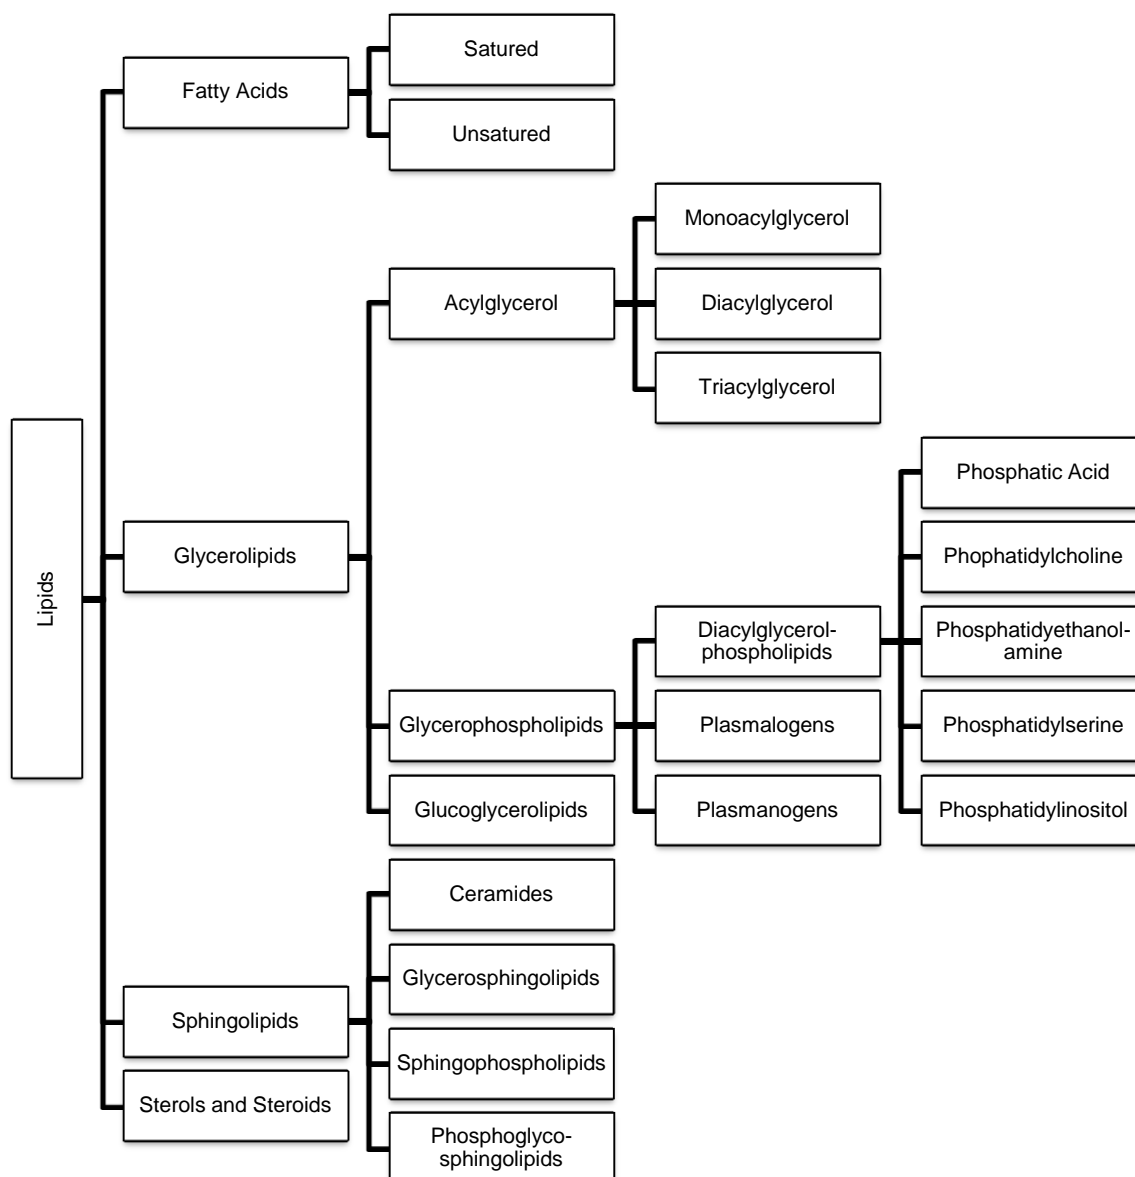 Lipids
Fatty Acids
Satured
Unsatured
Glycerolipids
Acylglycerol
Monoacylglycerol
Diacylglycerol
Triacylglycerol
Glycerophospholipids
Diacylglycerol-
phospholipids
Phosphatic Acid
Phophatidylcholine
Phosphatidyethanol-
amine
Phosphatidylserine
Phosphatidylinositol
Plasmalogens
Plasmanogens
Glucoglycerolipids
Sphingolipids
Ceramides
Glycerosphingolipids
Sphingophospholipids
Phosphoglyco-
sphingolipids
Sterols and Steroids